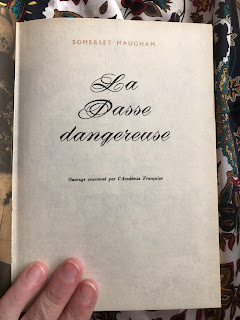 SOMERSET MAUGHAM
La
Passe
dangereuse
Ouvrage couronné par l'Académie Française